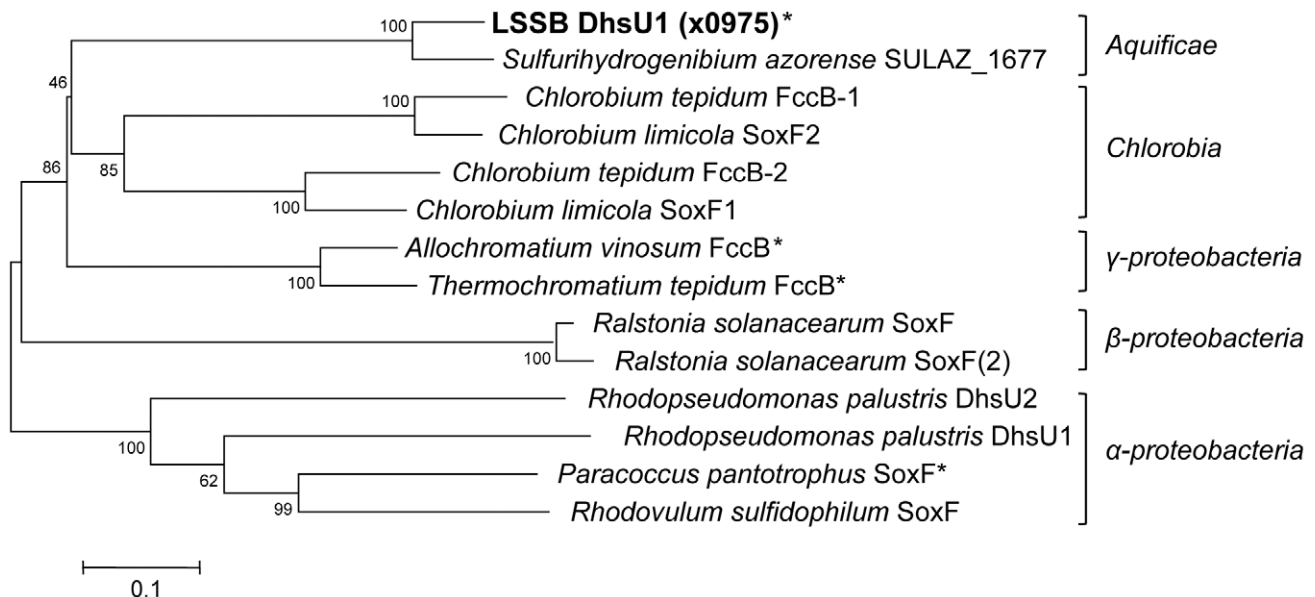 100
LSSB DhsU1 (x0975)*
Sulfurihydrogenibium azorense SULAZ_1677
Aquificae
46
100
Chlorobium tepidum FccB-1
Chlorobium limicola SoxF2
Chlorobia
86
85
Chlorobium tepidum FccB-2
100
Chlorobium limicola SoxF1
Allochromatium vinosum FccB*
γ-proteobacteria
100
Thermochromatium tepidum FccB*
Ralstonia solanacearum SoxF
β-proteobacteria
100
Ralstonia solanacearum SoxF(2)
Rhodopseudomonas palustris DhsU2
100
Rhodopseudomonas palustris DhsU1
α-proteobacteria
62
Paracoccus pantotrophus SoxF*
99
Rhodovulum sulfidophilum SoxF
0.1